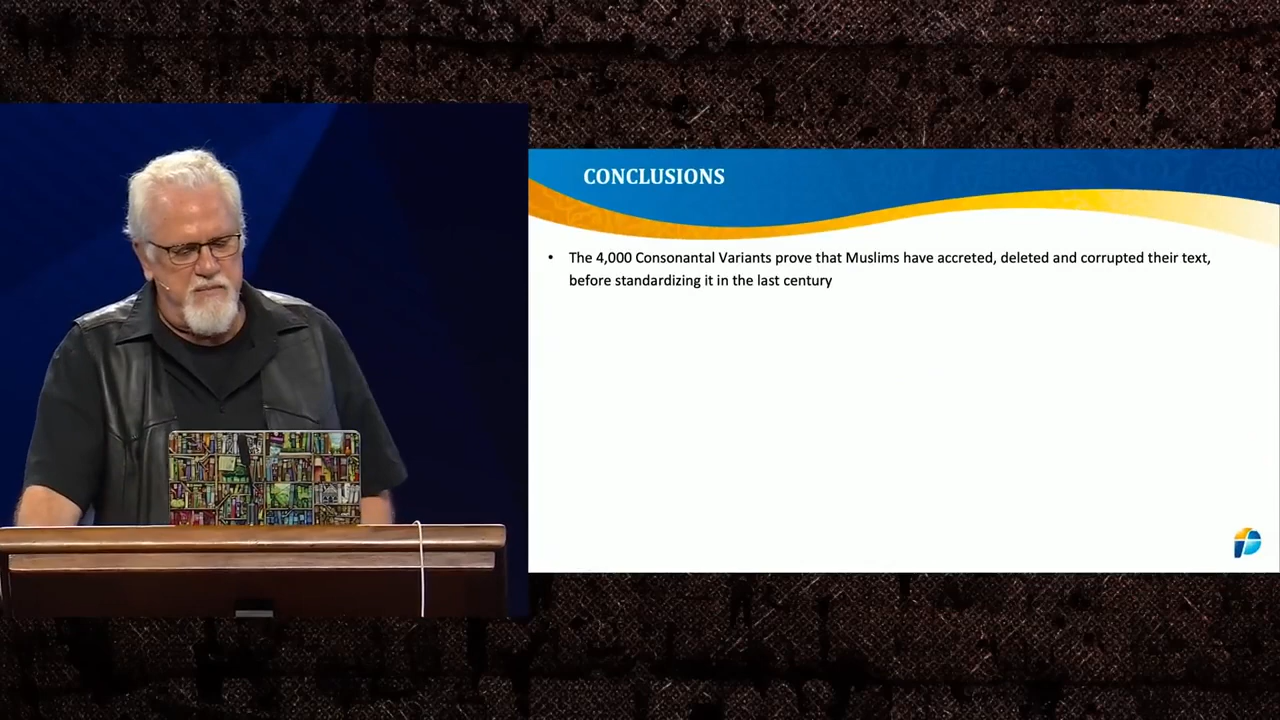 CONCLUSIONS
• The 4,000 Consonantal Variants prove that Muslims have accreted, deleted and corrupted their text,
before standardizing it in the last century